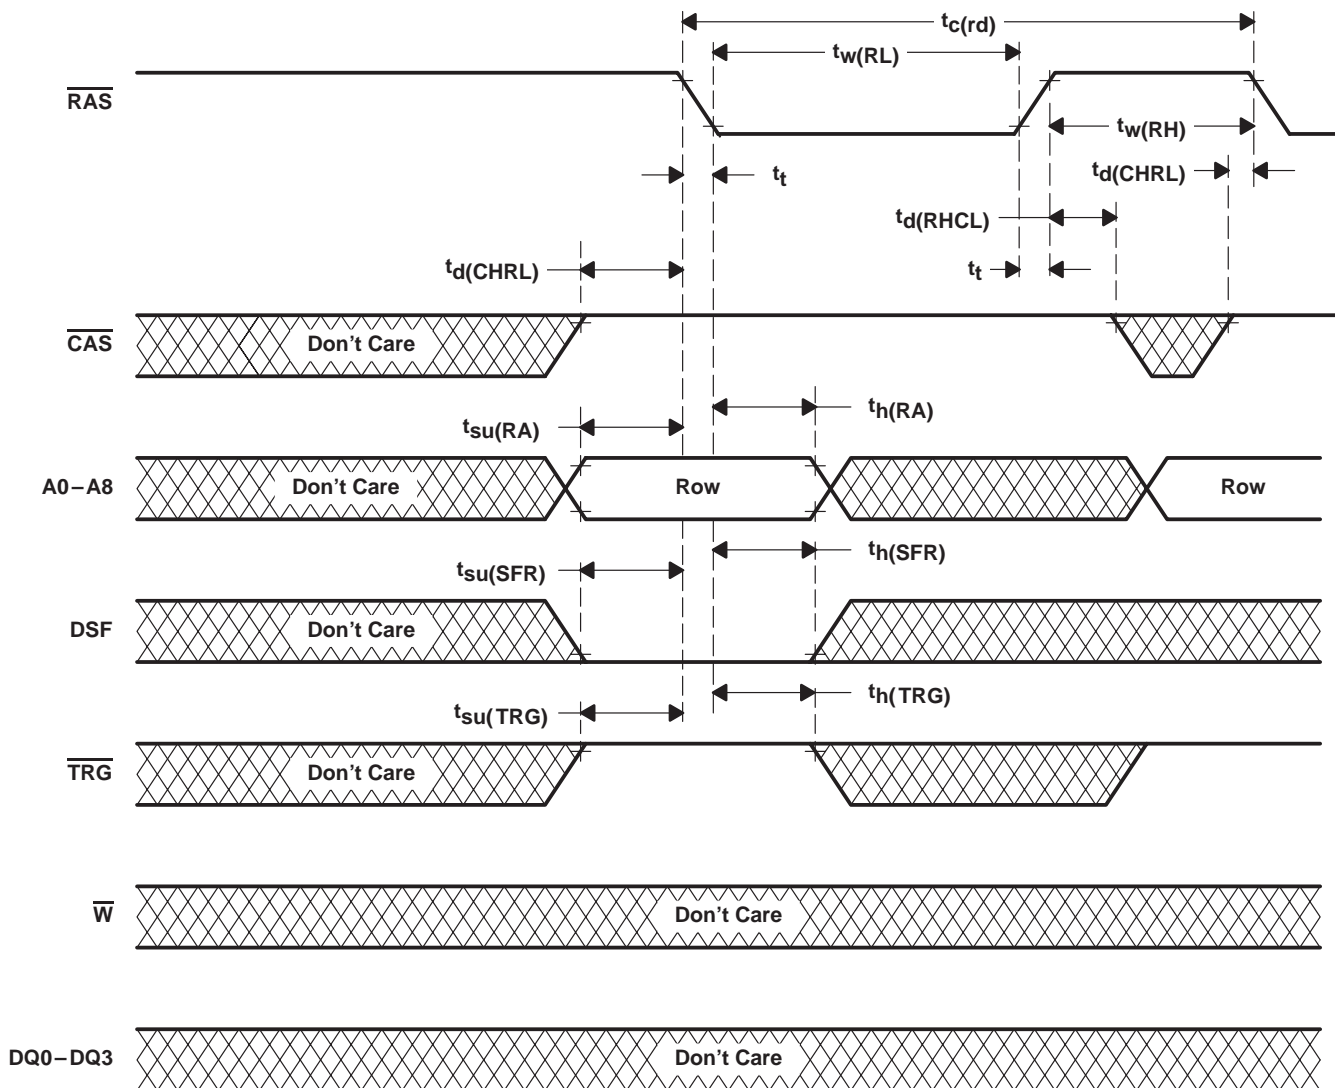 tc(rd)
tw(RL)
RAS
tw(RH)
tt
td(CHRL)
td(RHCL)
td(CHRL)
tt
CAS
Don't Care
th(RA)
tsu(RA)
A0–A8
Don't Care
Row
Row
th(SFR)
tsu(SFR)
DSF
Don't Care
th(TRG)
tsu(TRG)
TRG
Don't Care
W
Don't Care
DQ0–DQ3
Don't Care